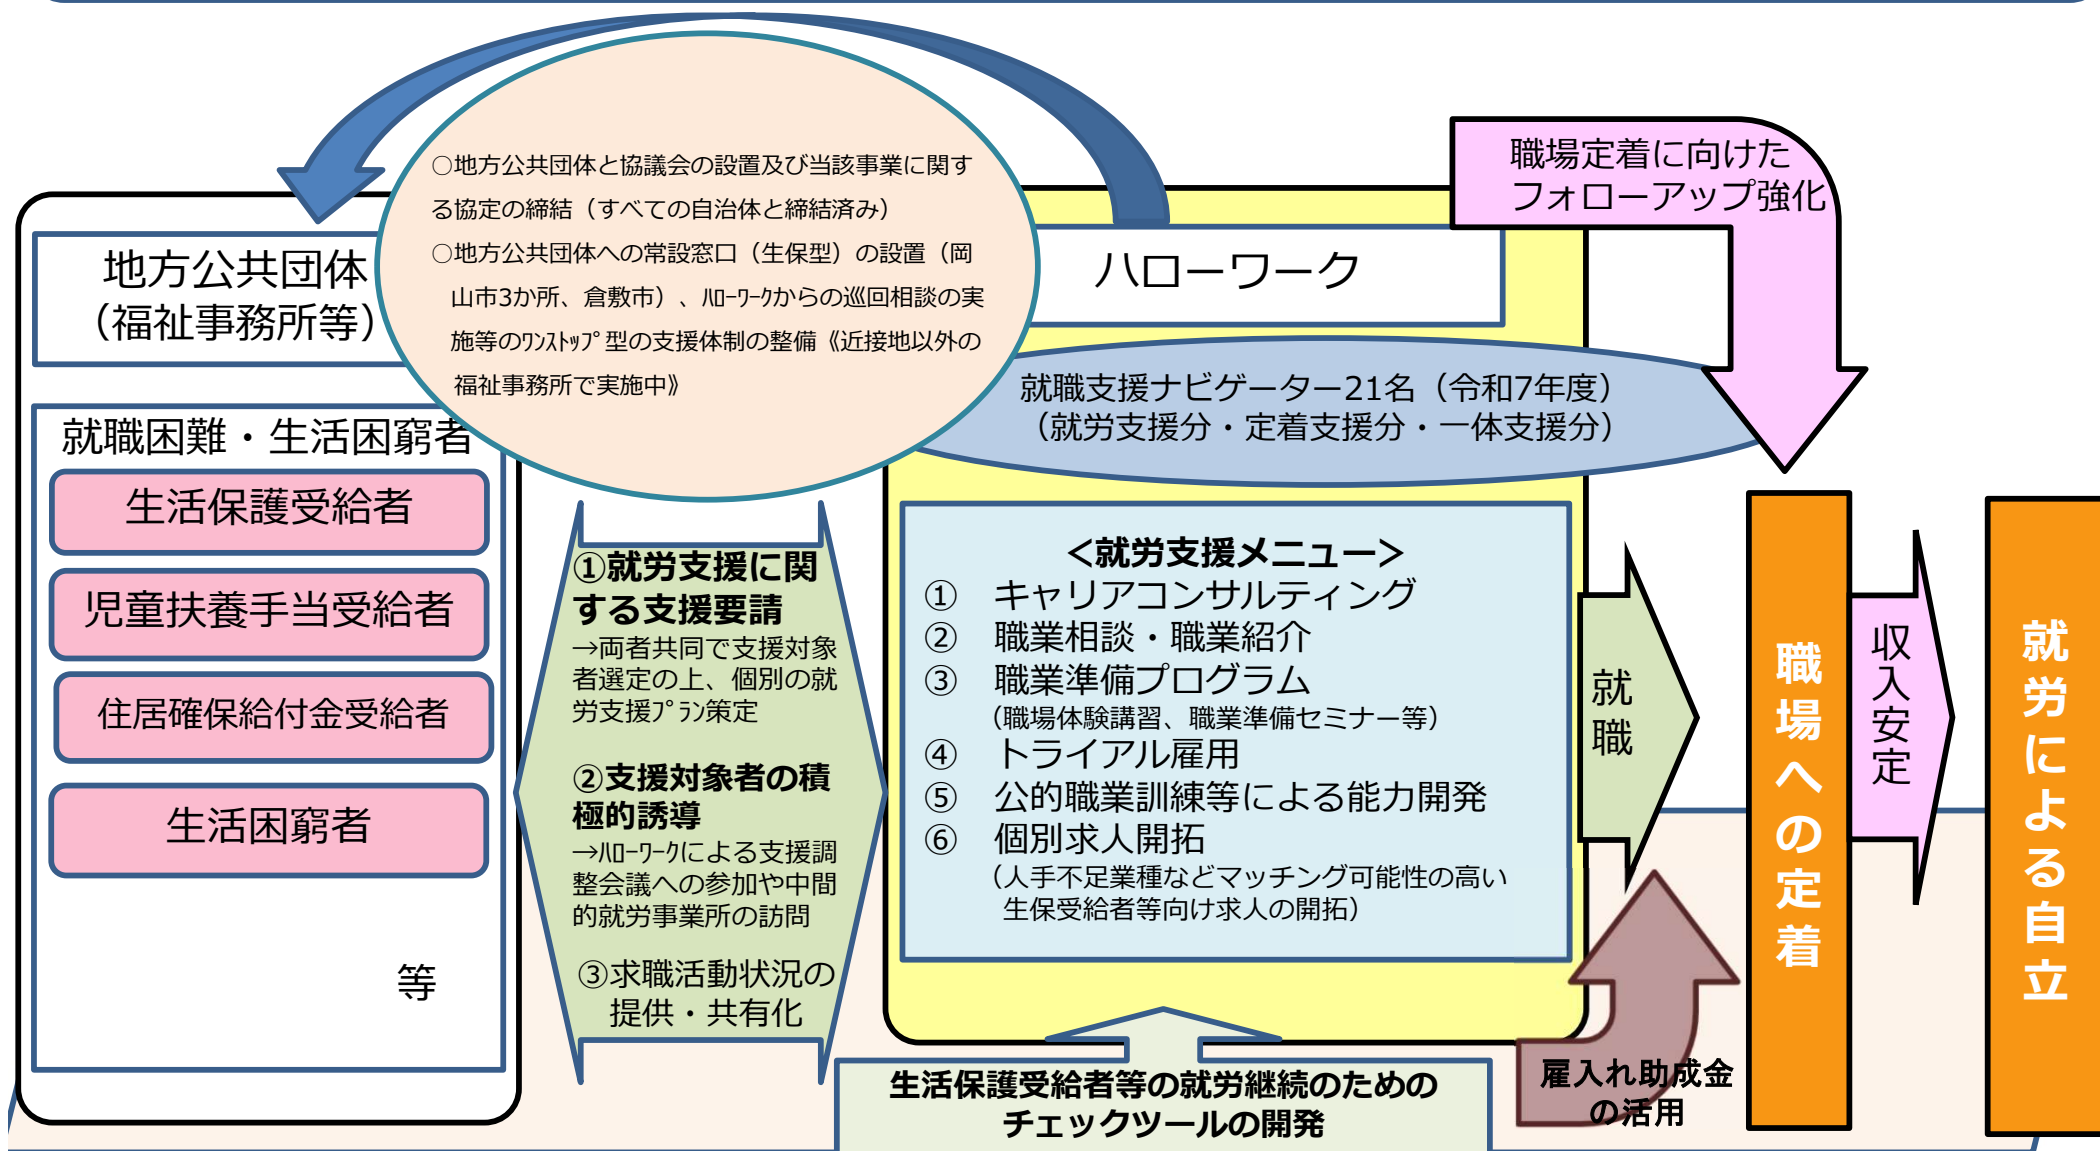 ○地方公共団体と協議会の設置及び当該事業に関す
る協定の締結（すべての自治体と締結済み）
○地方公共団体への常設窓口（生保型）の設置（岡
山市3か所、倉敷市）、ﾊﾛｰﾜｰｸからの巡回相談の実
施等のﾜﾝｽﾄｯﾌﾟ型の支援体制の整備《近接地以外の
福祉事務所で実施中》
地方公共団体
（福祉事務所等）
就職困難・生活困窮者
生活保護受給者
児童扶養手当受給者
住居確保給付金受給者
生活困窮者
等
①就労支援に関
する支援要請
→両者共同で支援対象
者選定の上、個別の就
労支援ﾌﾟﾗﾝ策定
②支援対象者の積
極的誘導
→ﾊﾛｰﾜｰｸによる支援調
整会議への参加や中間
的就労事業所の訪問
③求職活動状況の
提供・共有化
ハローワーク
就職支援ナビゲーター21名（令和7年度）
（就労支援分・定着支援分・一体支援分）
＜就労支援メニュー＞
①　キャリアコンサルティング
②　職業相談・職業紹介
③　職業準備プログラム
（職場体験講習、職業準備セミナー等）
④　トライアル雇用
⑤　公的職業訓練等による能力開発
⑥　個別求人開拓
（人手不足業種などマッチング可能性の高い
生保受給者等向け求人の開拓）
生活保護受給者等の就労継続のための
チェックツールの開発
職場定着に向けた
フォローアップ強化
就職
雇入れ助成金
の活用
職場への定着
収入安定
就労による自立